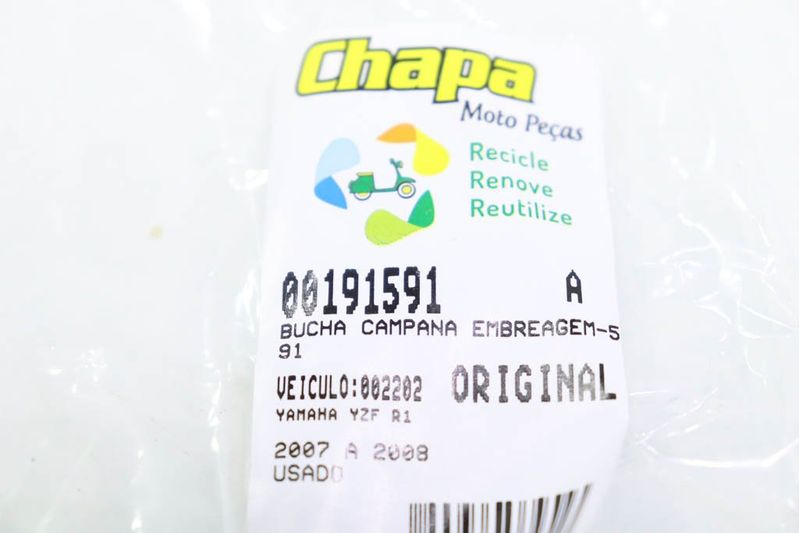 Chapa
Moto Peças
Recicle
Renove
Reutilize
00191591 A
BUCHA CAMPANA EMBREAGEM-5
91
VEICULO:002202 ORIGINAL
YAMAHA YZF R1
2007 A 2008
USADO